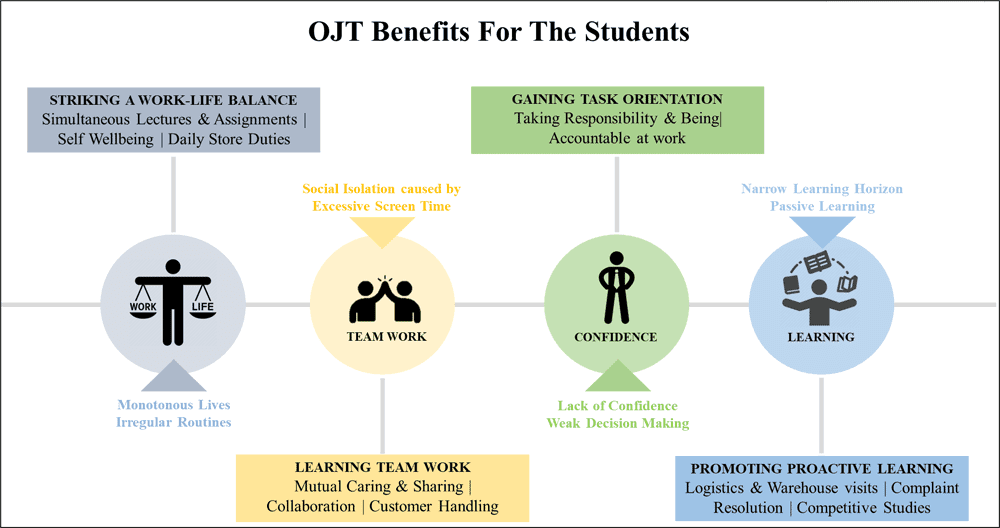 OJT Benefits For The Students
STRIKING A WORK-LIFE BALANCE
Simultaneous Lectures & Assignments |
Self Wellbeing | Daily Store Duties
GAINING TASK ORIENTATION
Taking Responsibility & Being|
Accountable at work
Social Isolation caused by
Excessive Screen Time
Narrow Learning Horizon
Passive Learning
WORK LIFE
TEAM WORK
CONFIDENCE
LEARNING
Monotonous Lives
Irregular Routines
Lack of Confidence
Weak Decision Making
LEARNING TEAM WORK
Mutual Caring & Sharing |
Collaboration | Customer Handling
PROMOTING PROACTIVE LEARNING
Logistics & Warehouse visits | Complaint
Resolution | Competitive Studies